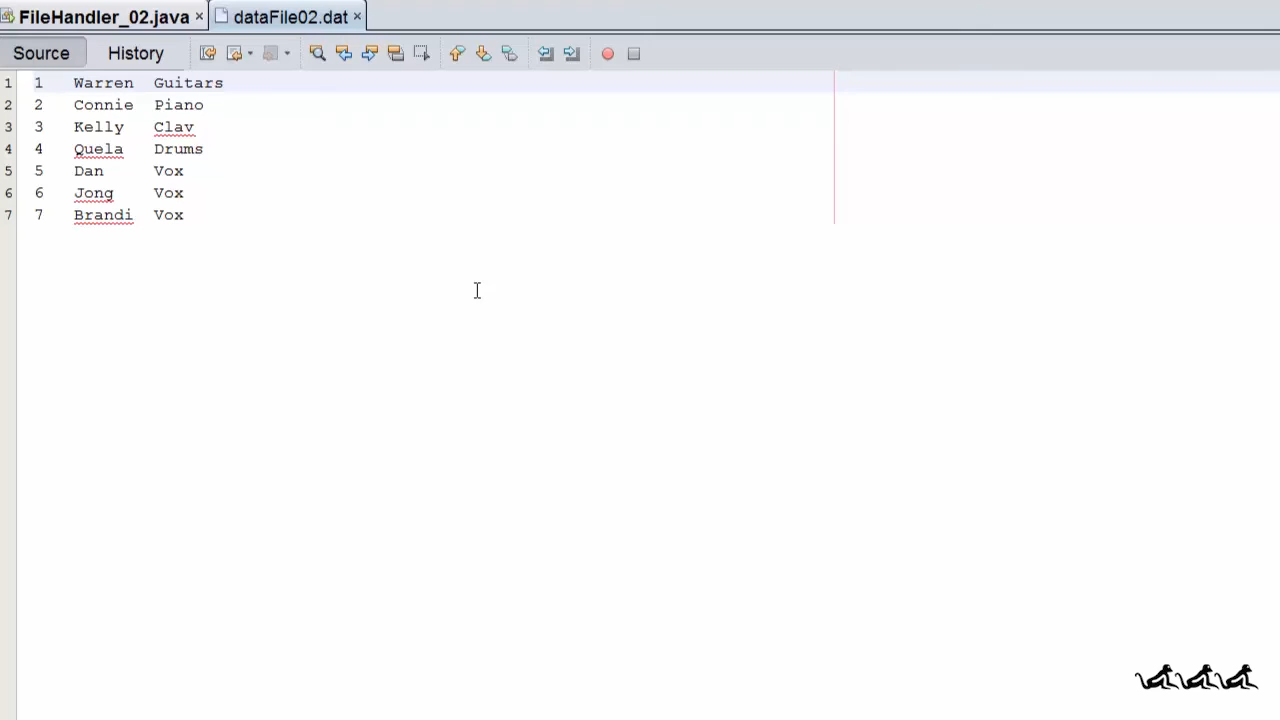 FileHandler_02.java × dataFile02.dat ×
Source History
1 1 Warren Guitars
2 2 Connie Piano
3 3 Kelly Clav
4 4 Quela Drums
5 5 Dan Vox
6 6 Jong Vox
7 7 Brandi Vox